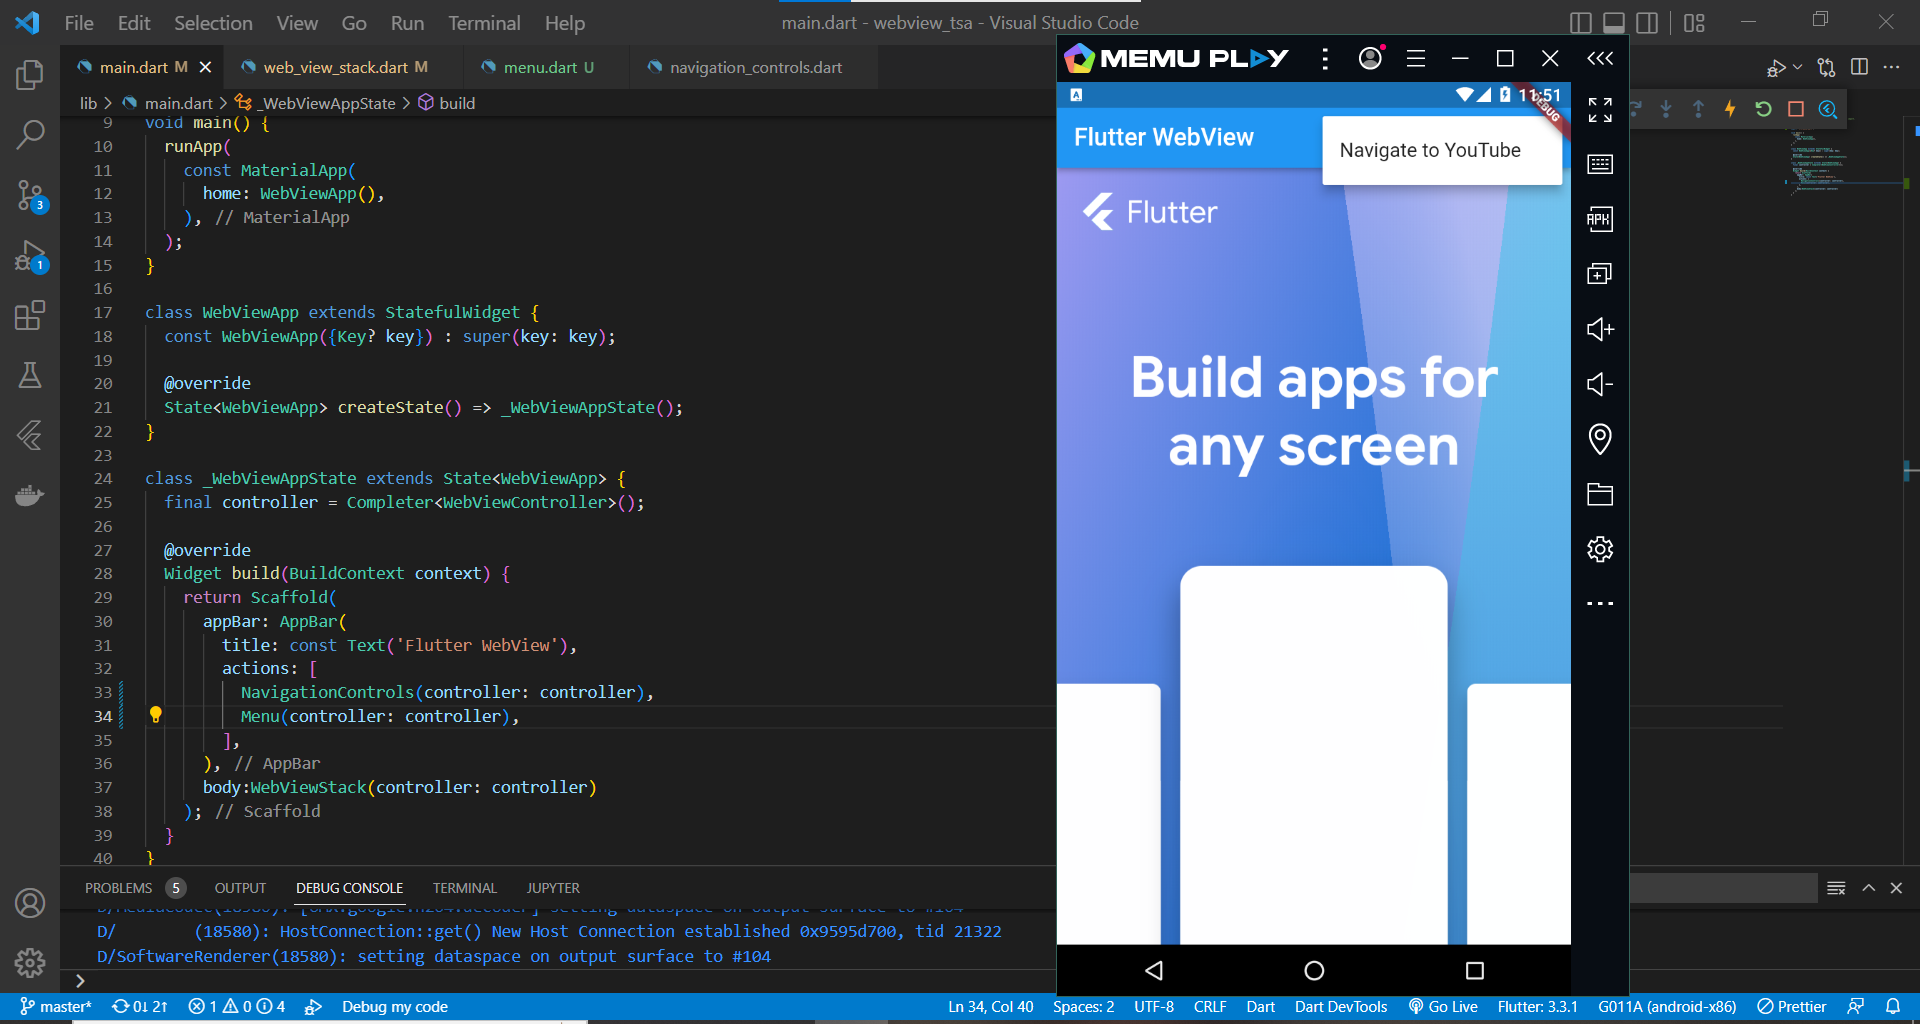 File Edit Selection View Go Run Terminal Help
main.dart - webview_tsa - Visual Studio Code
main.dart M
web_view_stack.dart M
menu.dart U
navigation_controls.dart
lib > main.dart > _WebViewAppState > build
9 void main() {
10 runApp(
11 const MaterialApp(
12 home: WebViewApp(),
13 ), // MaterialApp
14 );
15 }
16
17 class WebViewApp extends StatefulWidget {
18 const WebViewApp({Key? key}) : super(key: key);
19
20 @override
21 State<WebViewApp> createState() => _WebViewAppState();
22 }
23
24 class _WebViewAppState extends State<WebViewApp> {
25 final controller = Completer<WebViewController>();
26
27 @override
28 Widget build(BuildContext context) {
29 return Scaffold(
30 appBar: AppBar(
31 title: const Text('Flutter WebView'),
32 actions: [
33 NavigationControls(controller: controller),
34 Menu(controller: controller),
35 ],
36 ), // AppBar
37 body:WebViewStack(controller: controller)
38 ); // Scaffold
39 }
40 }
3
1
MEMU PLAY
11:51
DEBUG
Flutter WebView
Navigate to YouTube
Flutter
Build apps for
any screen
APK
PROBLEMS 5 OUTPUT DEBUG CONSOLE TERMINAL JUPYTER
D/ (18580): HostConnection::get() New Host Connection established 0x9595d700, tid 21322
D/SoftwareRenderer(18580): setting dataspace on output surface to #104
master* 0↓ 2↑ 1 0 4 Debug my code
Ln 34, Col 40 Spaces: 2 UTF-8 CRLF Dart Dart DevTools Go Live Flutter: 3.3.1 G011A (android-x86) Prettier